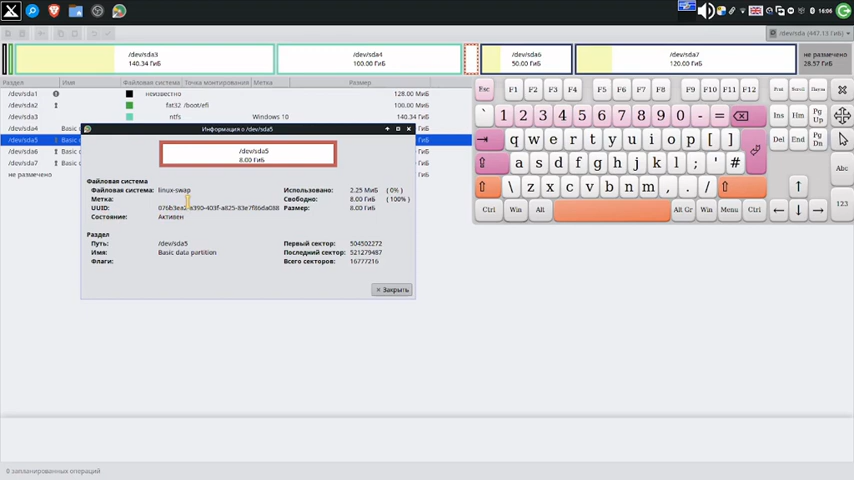 16:06
/dev/sda (447.13 ГиБ)
/dev/sda3
140.34 ГиБ
/dev/sda4
100.00 ГиБ
/dev/sda6
50.00 ГиБ
/dev/sda7
120.00 ГиБ
не размечено
28.57 ГиБ
Раздел Имя Файловая система Точка монтирования Метка Размер
/dev/sda1 неизвестно 128.00 МиБ
/dev/sda2 fat32 /boot/efi 100.00 МиБ
/dev/sda3 ntfs Windows 10 140.34 ГиБ
/dev/sda4 Basic d
/dev/sda5 Basic d
/dev/sda6 Basic d
/dev/sda7 Basic d
не размечено
Информация о /dev/sda5
/dev/sda5
8.00 ГиБ
Файловая система
Файловая система: linux-swap
Метка:
UUID:
Состояние: Активен
Использовано: 2.25 МиБ ( 0% )
Свободно: 8.00 ГиБ ( 100% )
Размер: 8.00 ГиБ
Раздел
Путь: /dev/sda5
Имя: Basic data partition
Флаги:
Первый сектор: 504502272
Последний сектор: 521279487
Всего секторов: 16777216
Закрыть
Esc F1 F2 F3 F4 F5 F6 F7 F8 F9 F10 F11 F12
` 1 2 3 4 5 6 7 8 9 0 - = Ins Hm Pg Up
q w e r t y u i o p [ ] Del End Pg Dn
a s d f g h j k l ; ' # Abc
\ z x c v b n m , . /
Ctrl Win Alt Alt Gr Win Menu Ctrl 123
0 запланированных операций